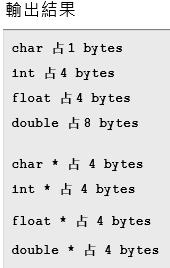 輸出結果
char 占1 bytes
int 占4 bytes
float 占4 bytes
double 占8 bytes
char * 占 4 bytes
int * 占 4 bytes
float * 占 4 bytes
double * 占 4 bytes